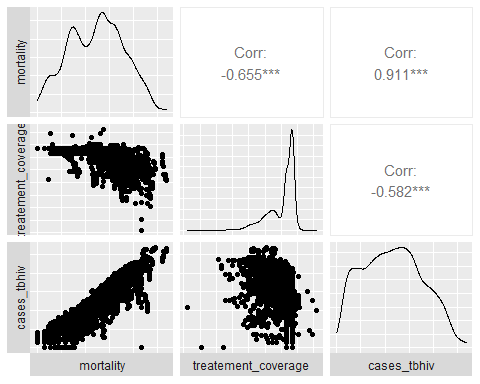 mortality
Corr:
-0.655***
Corr:
0.911***
treatement_coverage
Corr:
-0.582***
cases_tbhiv
mortality
treatement_coverage
cases_tbhiv